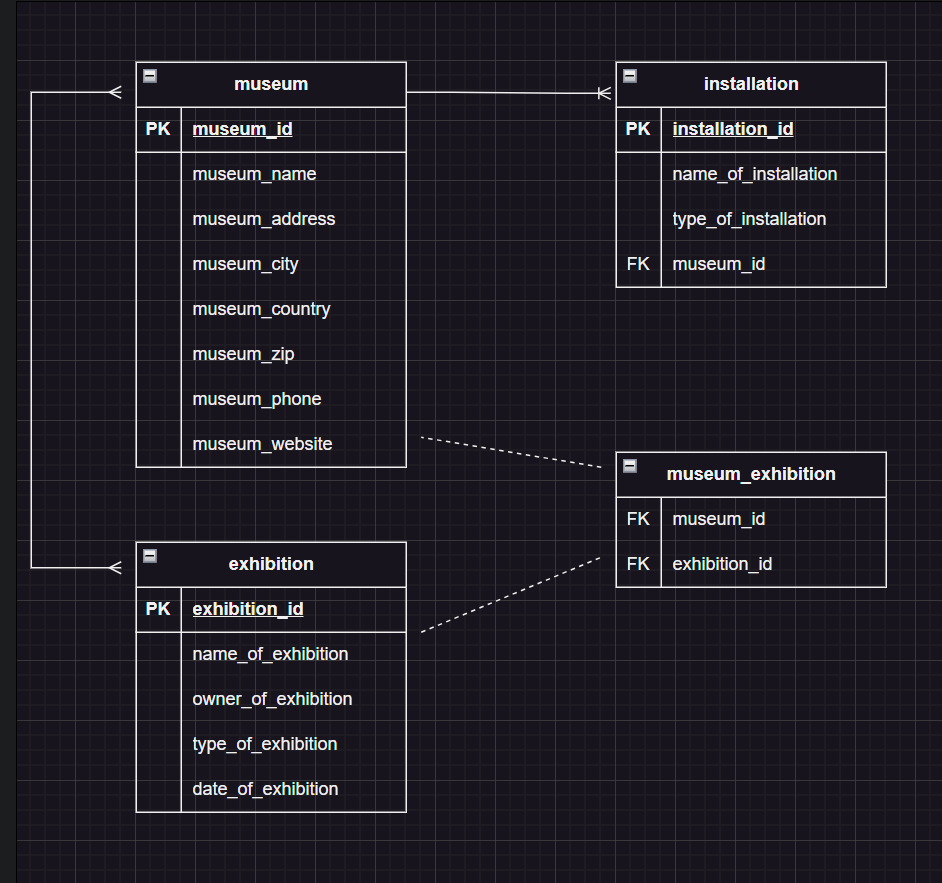 museum
PK museum_id
museum_name
museum_address
museum_city
museum_country
museum_zip
museum_phone
museum_website
installation
PK installation_id
name_of_installation
type_of_installation
FK museum_id
museum_exhibition
FK museum_id
FK exhibition_id
exhibition
PK exhibition_id
name_of_exhibition
owner_of_exhibition
type_of_exhibition
date_of_exhibition